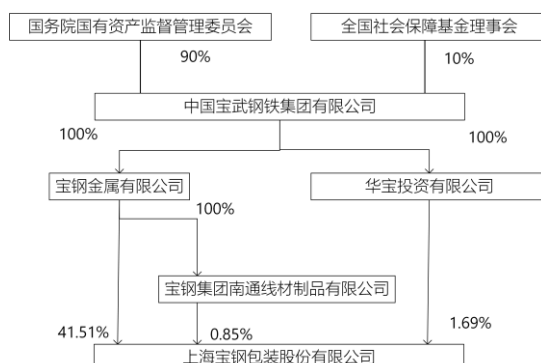 国务院国有资产监督管理委员会
全国社会保障基金理事会
90%
10%
中国宝武钢铁集团有限公司
100%
100%
宝钢金属有限公司
华宝投资有限公司
100%
宝钢集团南通线材制品有限公司
41.51%
0.85%
1.69%
上海宝钢包装股份有限公司